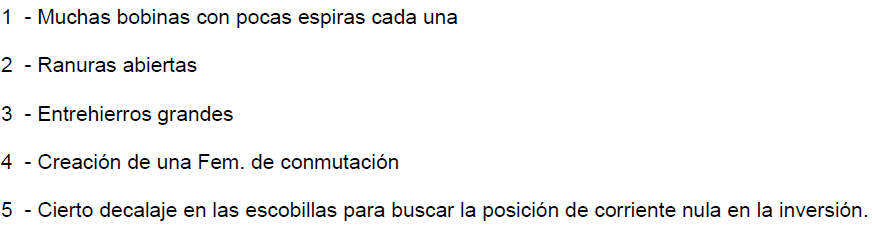 1 - Muchas bobinas con pocas espiras cada una
2 - Ranuras abiertas
3 - Entrehierros grandes
4 - Creación de una Fem. de conmutación
5 - Cierto decalaje en las escobillas para buscar la posición de corriente nula en la inversión.